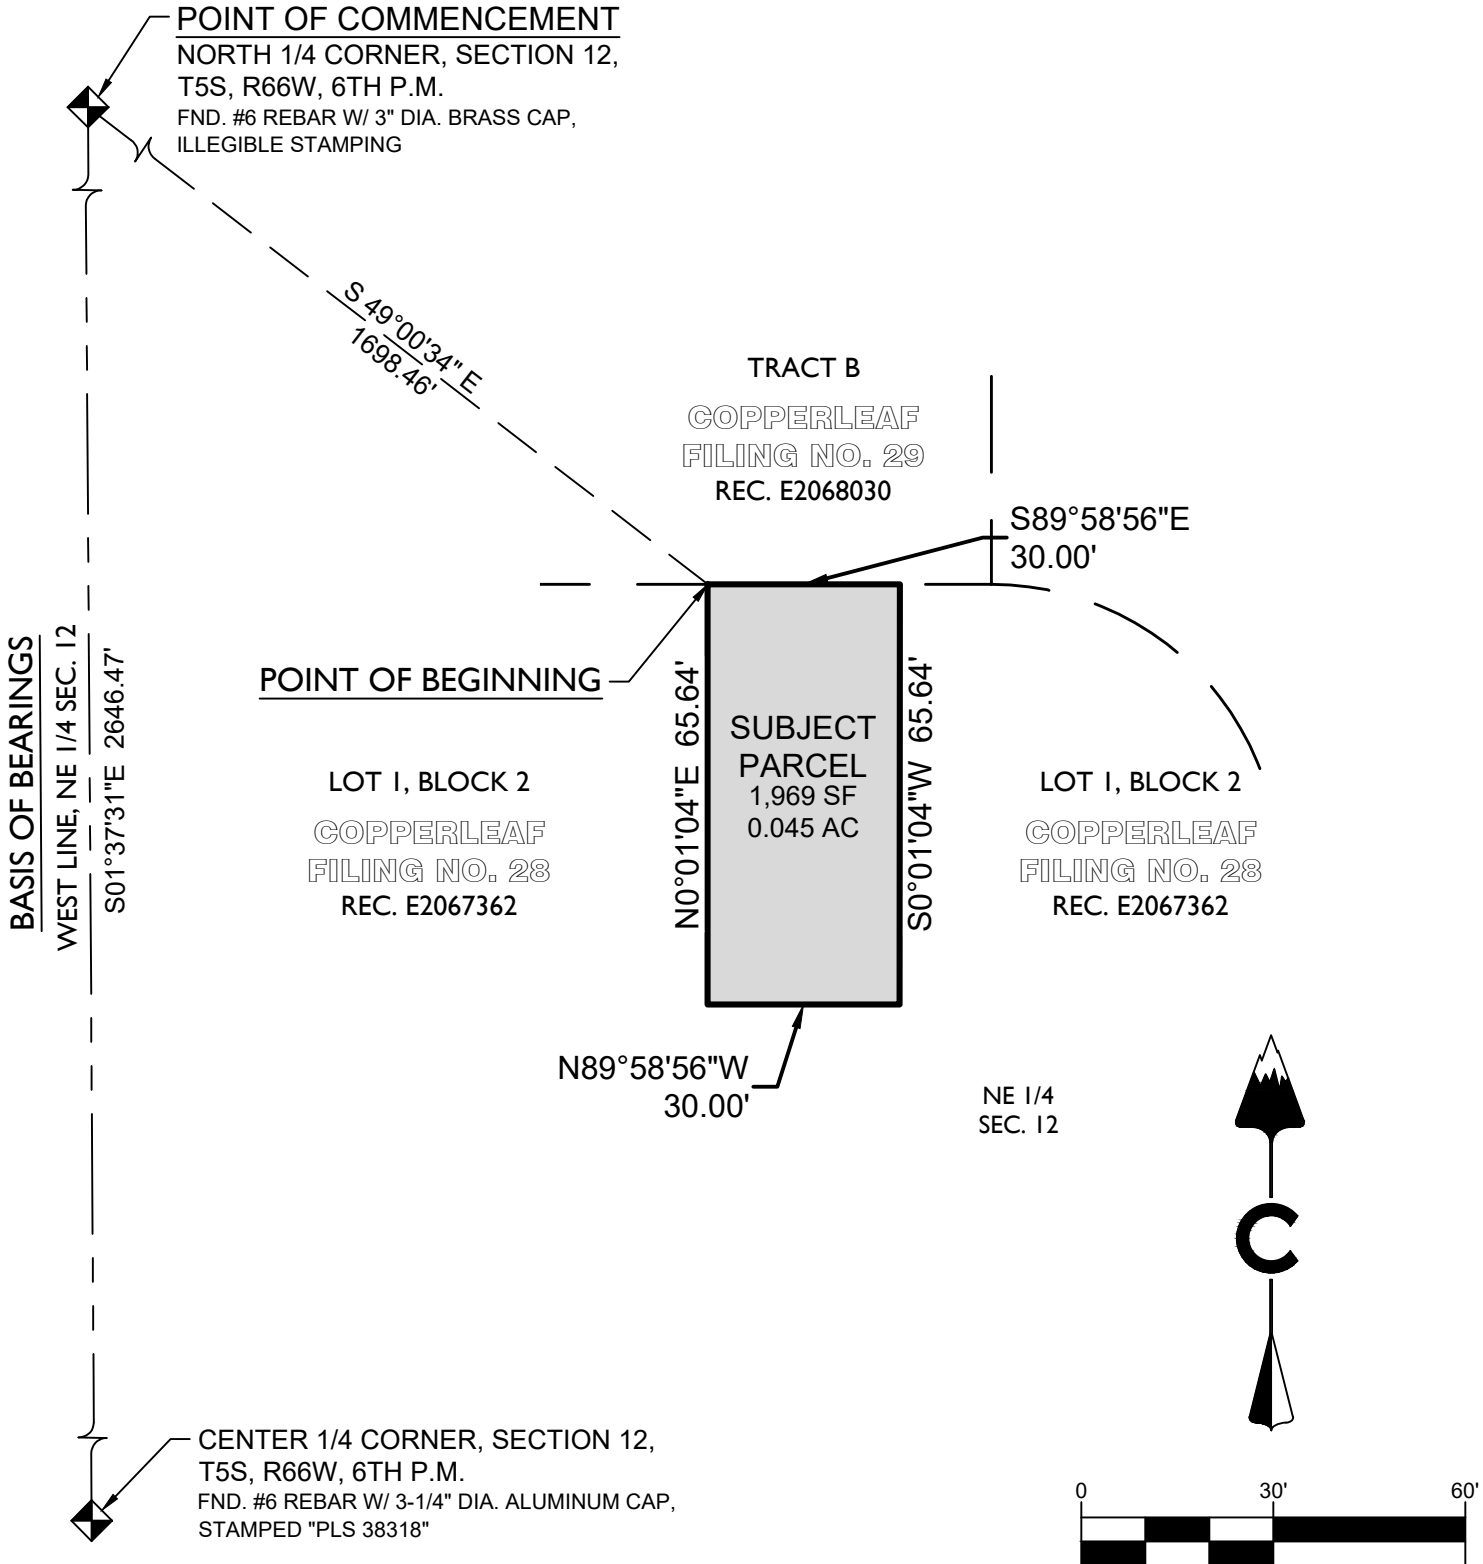 POINT OF COMMENCEMENT
NORTH 1/4 CORNER, SECTION 12,
T5S, R66W, 6TH P.M.
FND. #6 REBAR W/ 3" DIA. BRASS CAP,
ILLEGIBLE STAMPING
S 49°00'34" E
1698.46'
TRACT B
COPPERLEAF
FILING NO. 29
REC. E2068030
S89°58'56"E
30.00'
POINT OF BEGINNING
BASIS OF BEARINGS
WEST LINE, NE 1/4 SEC. 12
S01°37'31"E 2646.47'
LOT 1, BLOCK 2
COPPERLEAF
FILING NO. 28
REC. E2067362
N0°01'04"E 65.64'
SUBJECT
PARCEL
1,969 SF
0.045 AC
S0°01'04"W 65.64'
LOT 1, BLOCK 2
COPPERLEAF
FILING NO. 28
REC. E2067362
N89°58'56"W
30.00'
NE 1/4
SEC. 12
C
CENTER 1/4 CORNER, SECTION 12,
T5S, R66W, 6TH P.M.
FND. #6 REBAR W/ 3-1/4" DIA. ALUMINUM CAP,
STAMPED "PLS 38318"
0 30' 60'